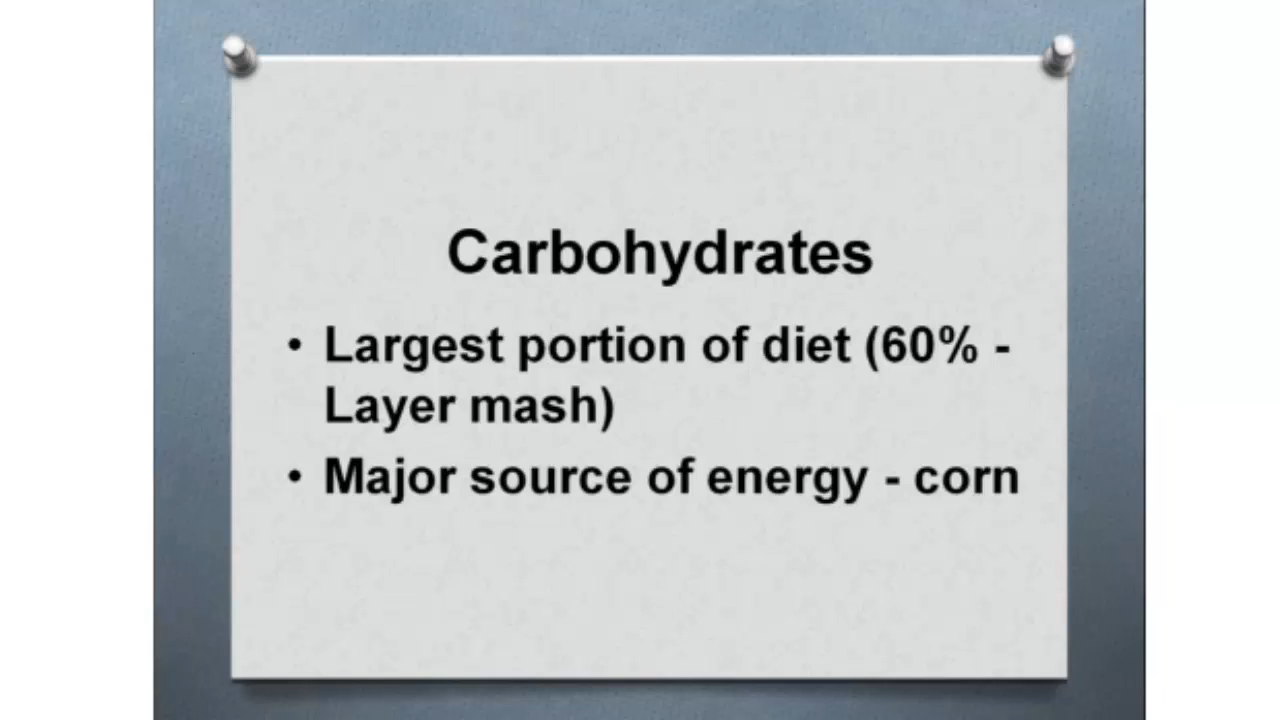 Carbohydrates
• Largest portion of diet (60% -
Layer mash)
• Major source of energy - corn